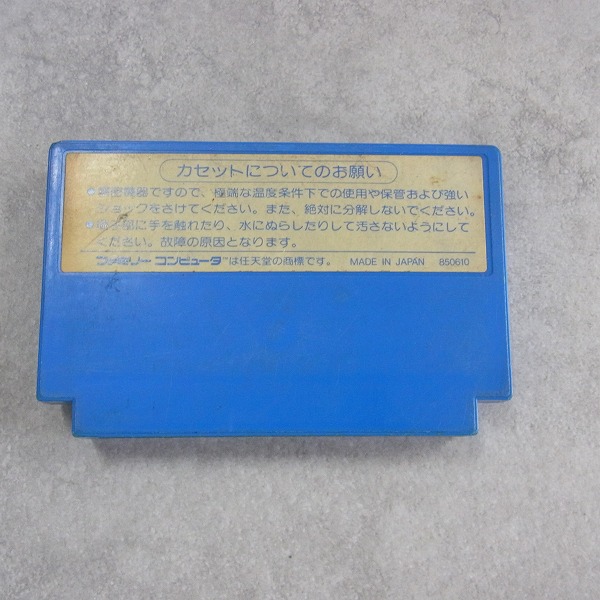 カセットについてのお願い
●精密機器ですので、極端な温度条件下での使用や保管および強い
ショックをさけてください。また、絶対に分解しないでください。
●端子部に手を触れたり、水にぬらしたりして汚さないようにして
ください。故障の原因となります。
ファミリー コンピュータ™は任天堂の商標です。 MADE IN JAPAN 850610